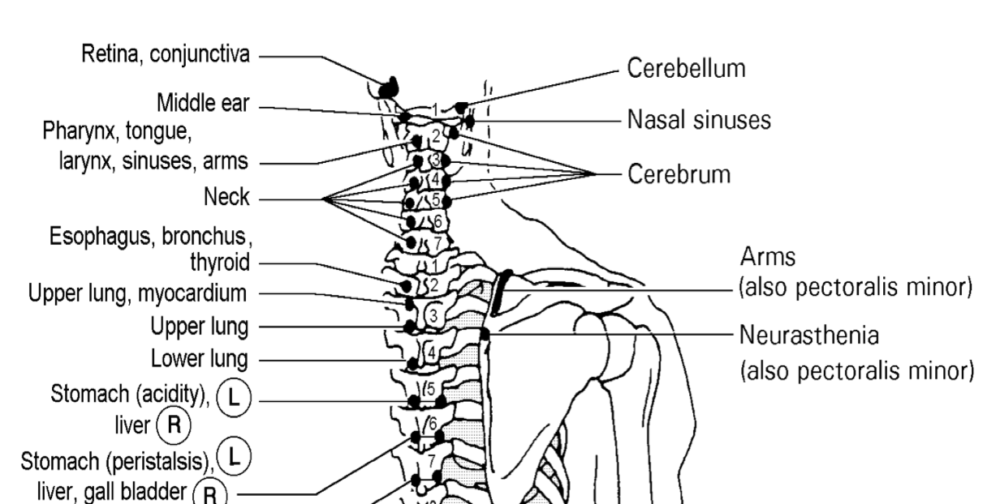 Retina, conjunctiva
Middle ear
Pharynx, tongue,
larynx, sinuses, arms
Neck
Esophagus, bronchus,
thyroid
Upper lung, myocardium
Upper lung
Lower lung
Stomach (acidity), L
liver R
Stomach (peristalsis), L
liver, gall bladder R
1
2
3
4
5
6
7
1
2
3
4
5
6
7
Cerebellum
Nasal sinuses
Cerebrum
Arms
(also pectoralis minor)
Neurasthenia
(also pectoralis minor)